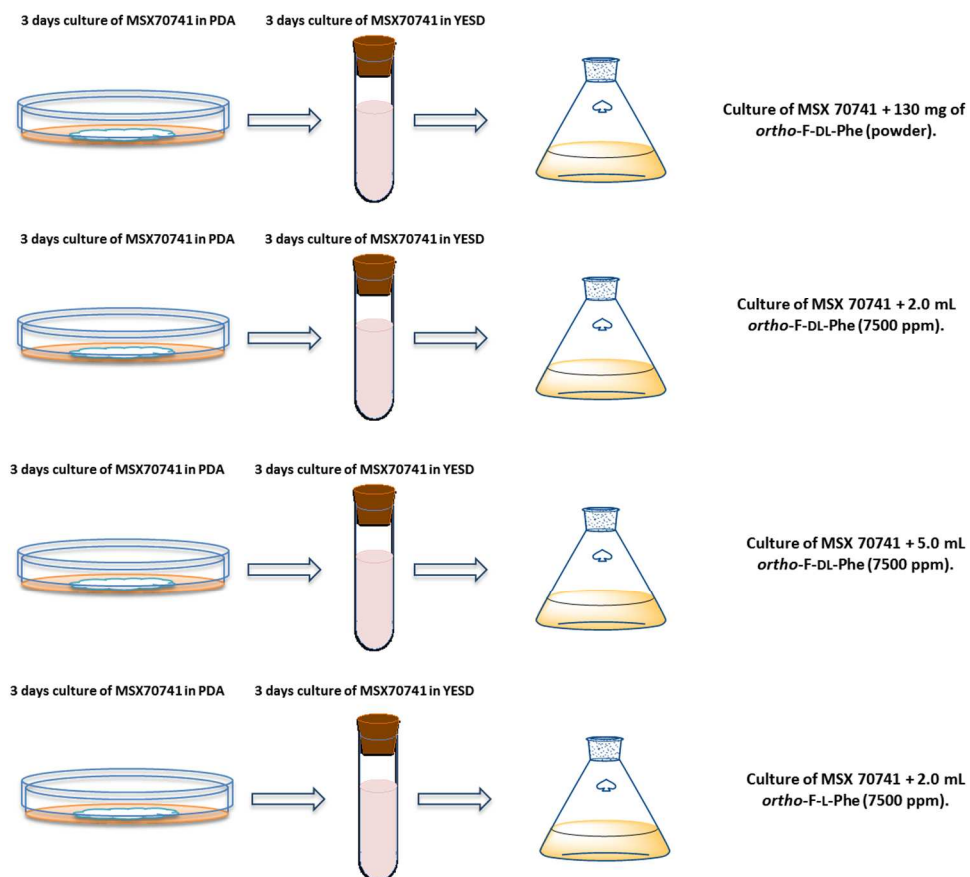 3 days culture of MSX70741 in PDA
3 days culture of MSX70741 in YESD
Culture of MSX 70741 + 130 mg of
ortho-F-DL-Phe (powder).
3 days culture of MSX70741 in PDA
3 days culture of MSX70741 in YESD
Culture of MSX 70741 + 2.0 mL
ortho-F-DL-Phe (7500 ppm).
3 days culture of MSX70741 in PDA
3 days culture of MSX70741 in YESD
Culture of MSX 70741 + 5.0 mL
ortho-F-DL-Phe (7500 ppm).
3 days culture of MSX70741 in PDA
3 days culture of MSX70741 in YESD
Culture of MSX 70741 + 2.0 mL
ortho-F-L-Phe (7500 ppm).